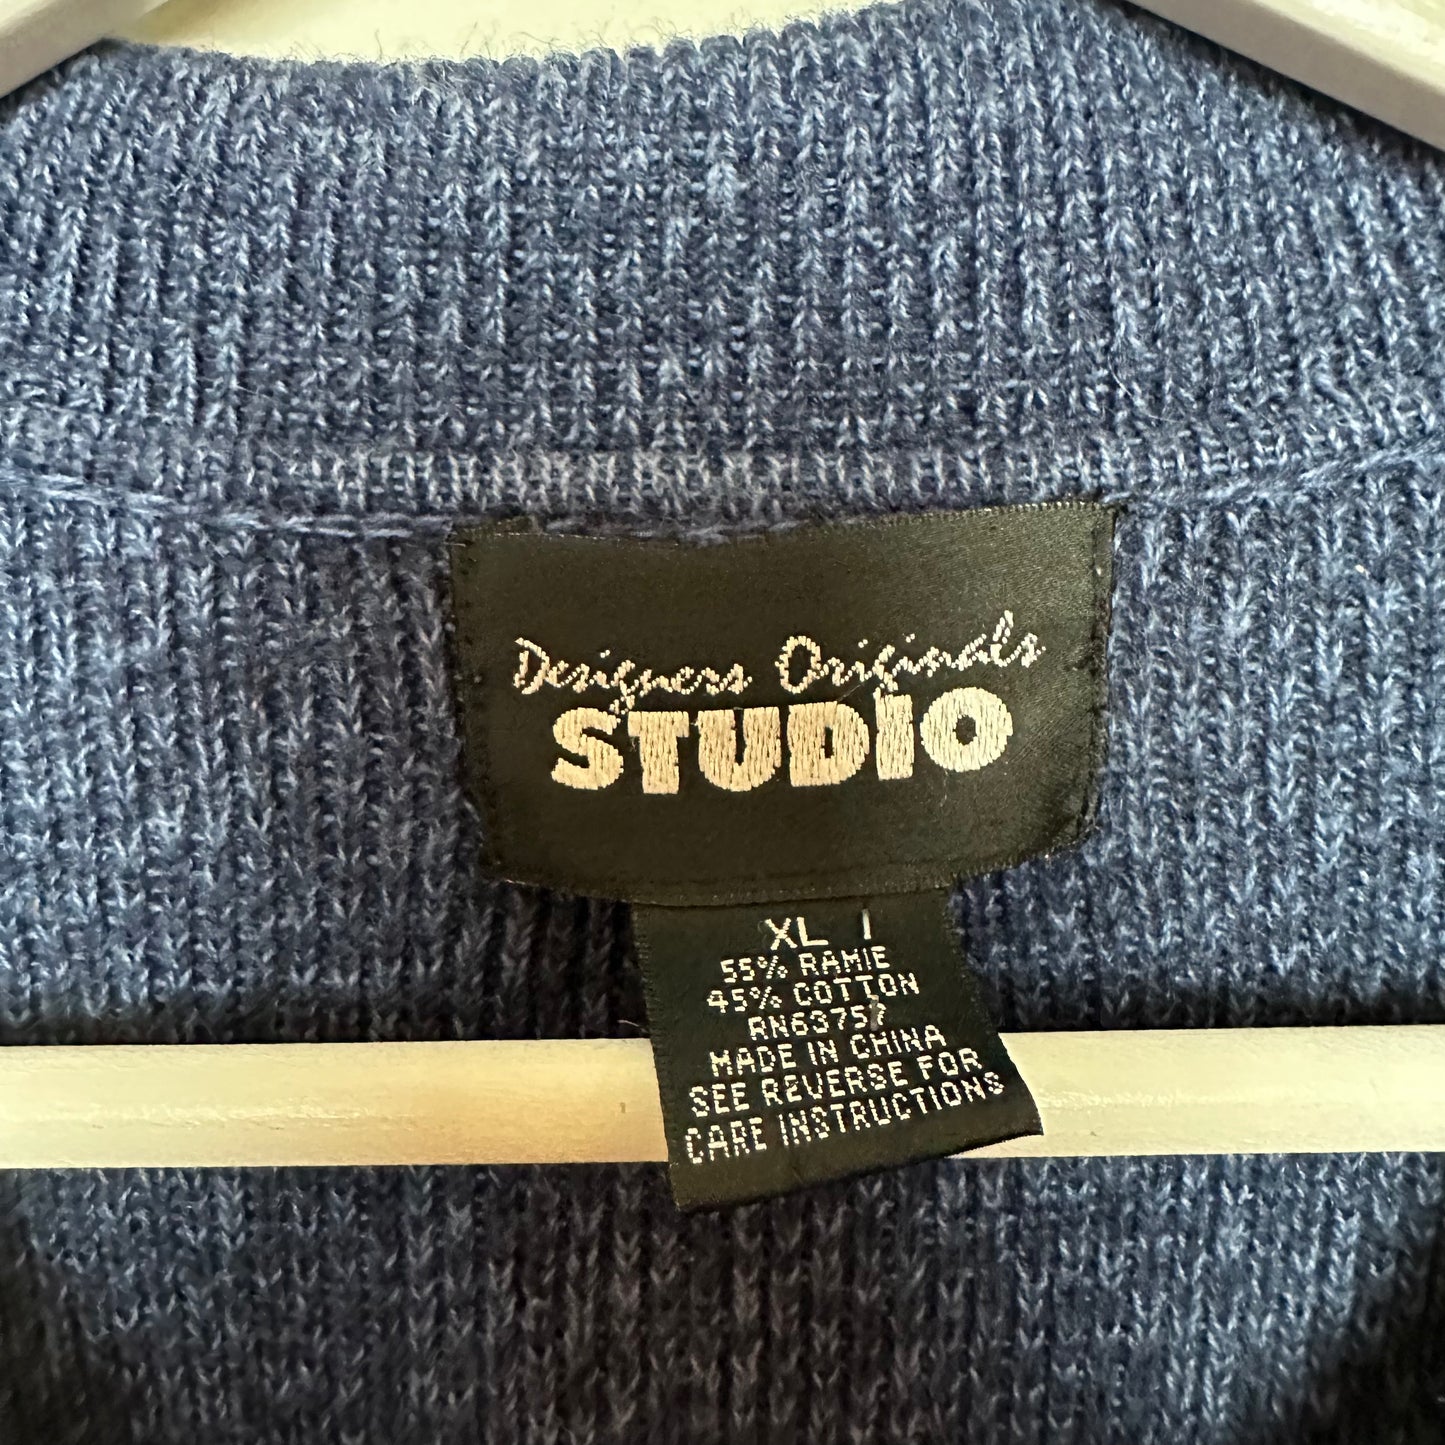 Designers Originals
STUDIO
XL
55% RAMIE
45% COTTON
RN63757
MADE IN CHINA
SEE REVERSE FOR
CARE INSTRUCTIONS